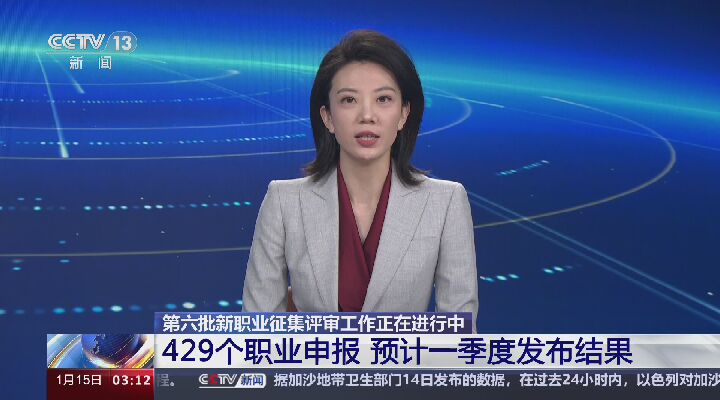 CCTV 13
新闻
第六批新职业征集评审工作正在进行中
429个职业申报 预计一季度发布结果
1月15日 03:12 程。 CCTV 新闻 据加沙地带卫生部门14日发布的数据，在过去24小时内，以色列对加沙